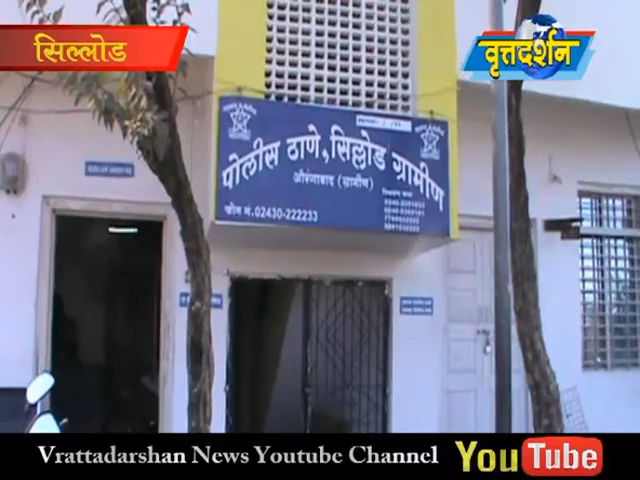 सिल्लोड
वृत्तदर्शन
पोलीस ठाणे, सिल्लोड ग्रामीण
औरंगाबाद (ग्रामीण)
फोन नं. 02430-222233
Vrattadarshan News Youtube Channel
YouTube